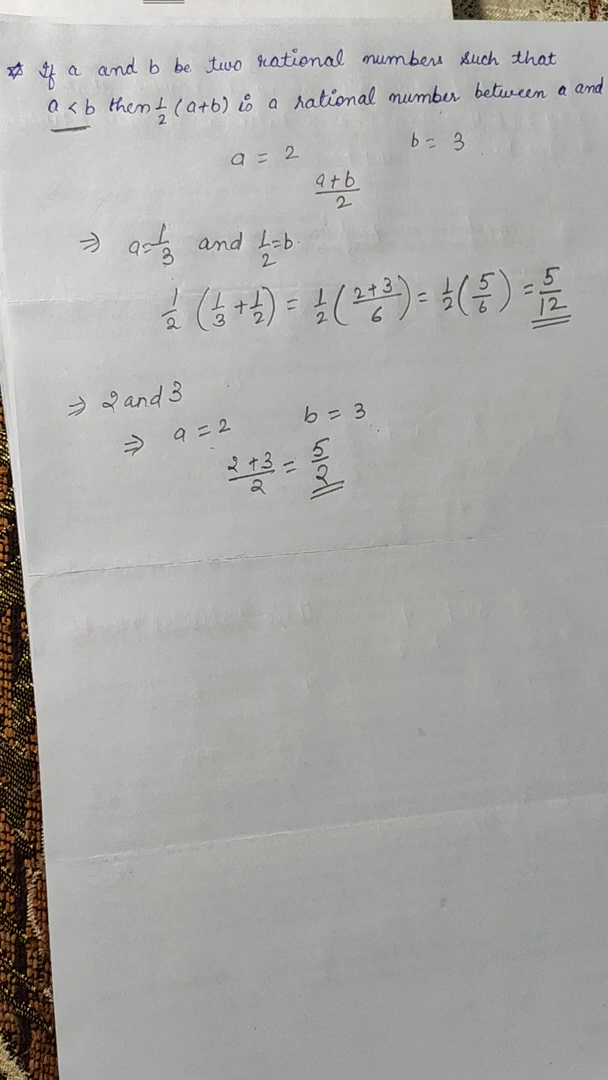 ☆ If a and b be two rational numbers such that
a < b then 1/2 (a+b) is a rational number between a and
a = 2 b = 3
a+b/2
⇒ a=1/3 and 1/2=b.
1/2 (1/3 + 1/2) = 1/2 (2+3/6) = 1/2 (5/6) = 5/12
⇒ 2 and 3
⇒ a = 2 b = 3
2+3/2 = 5/2